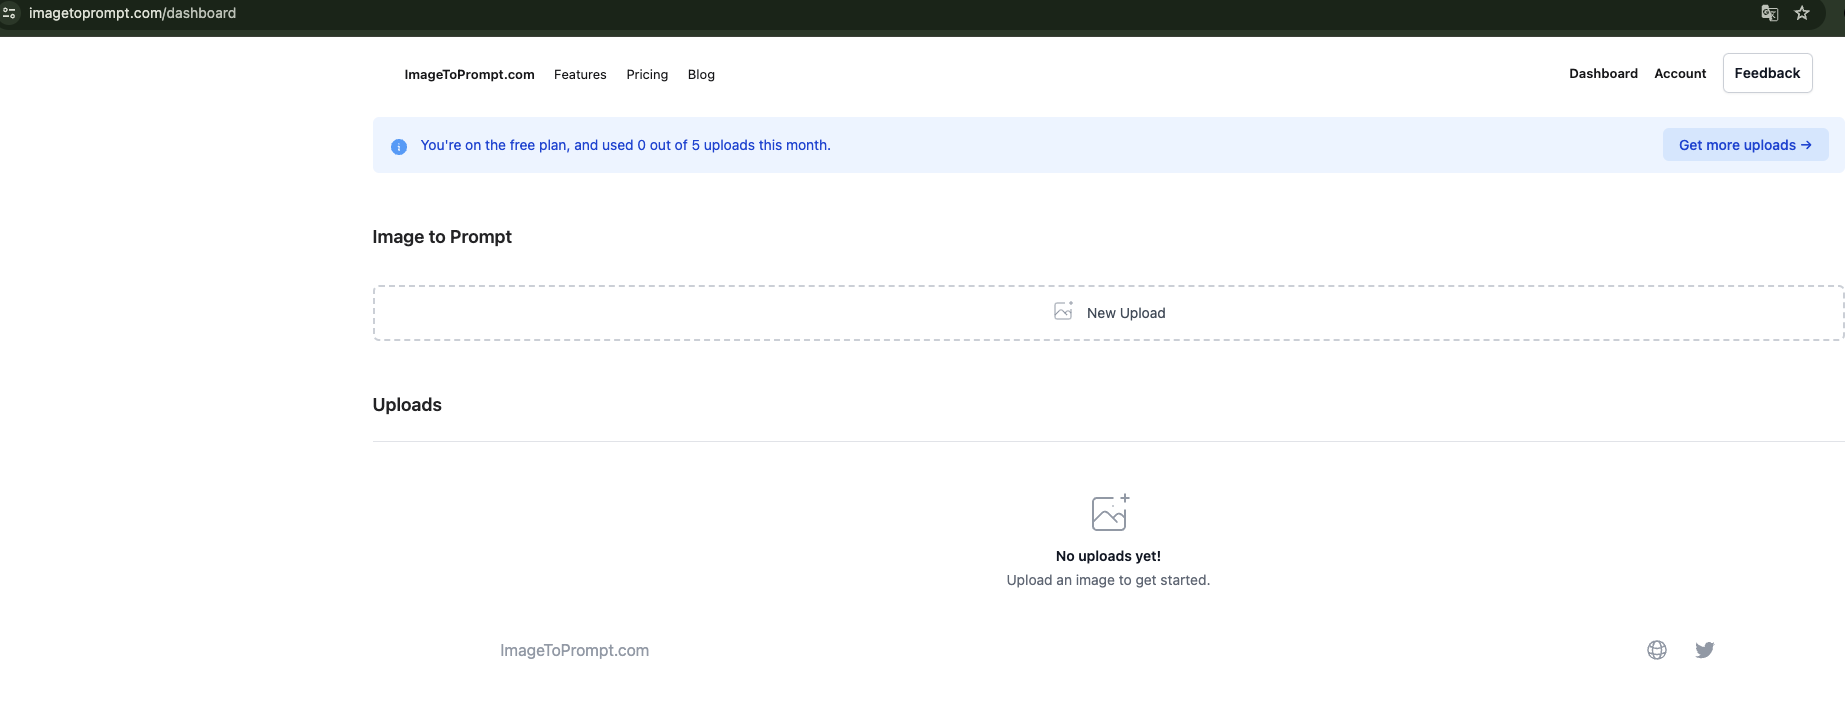 imagetoprompt.com/dashboard
ImageToPrompt.com Features Pricing Blog Dashboard Account Feedback
You're on the free plan, and used 0 out of 5 uploads this month. Get more uploads →
Image to Prompt
New Upload
Uploads
No uploads yet!
Upload an image to get started.
ImageToPrompt.com